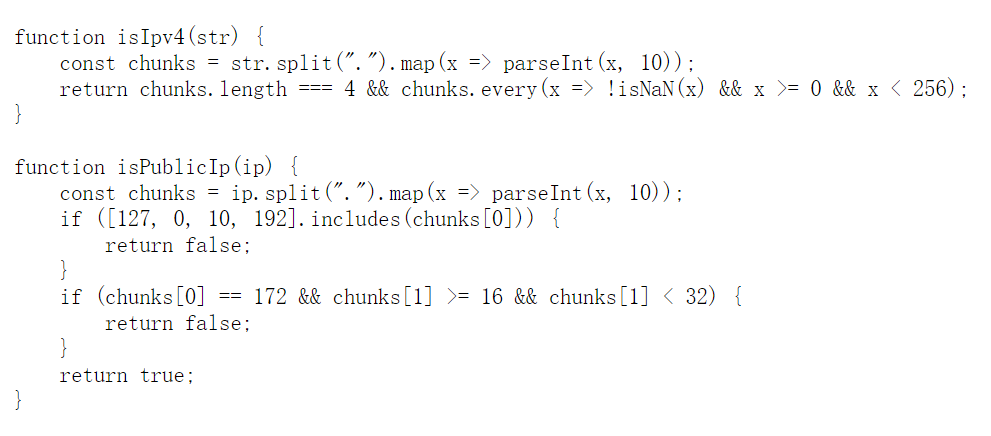 function isIpv4(str) {
    const chunks = str.split(".").map(x => parseInt(x, 10));
    return chunks.length === 4 && chunks.every(x => !isNaN(x) && x >= 0 && x < 256);
}

function isPublicIp(ip) {
    const chunks = ip.split(".").map(x => parseInt(x, 10));
    if ([127, 0, 10, 192].includes(chunks[0])) {
        return false;
    }
    if (chunks[0] == 172 && chunks[1] >= 16 && chunks[1] < 32) {
        return false;
    }
    return true;
}